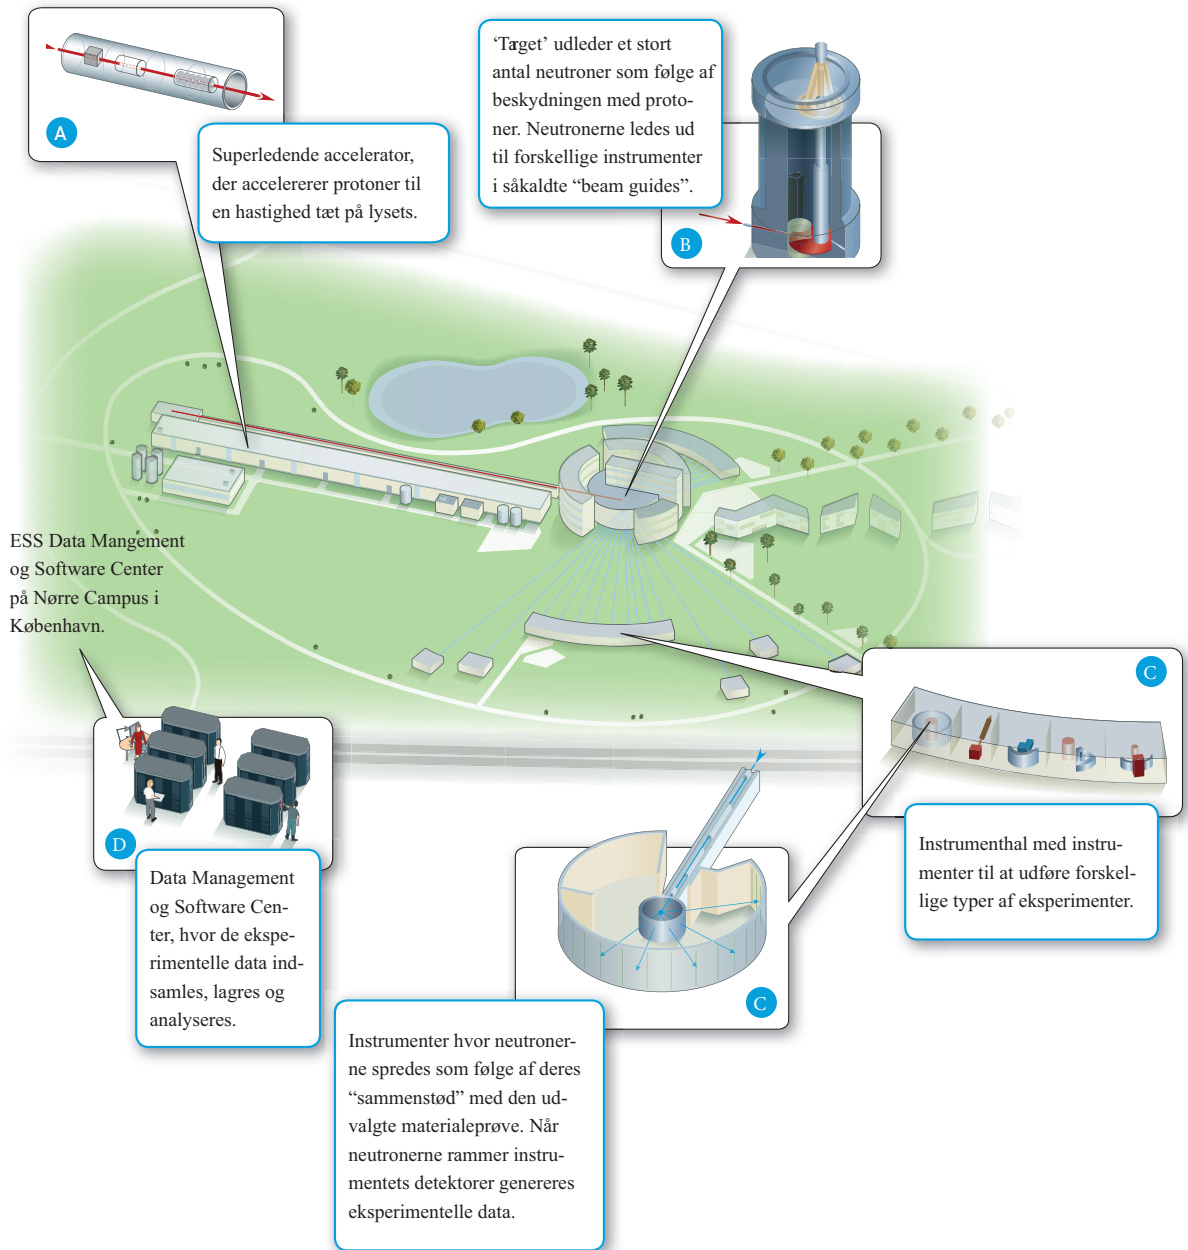 A
Superledende accelerator,
der accelererer protoner til
en hastighed tæt på lysets.
‘Target’ udleder et stort
antal neutroner som følge af
beskydningen med proto-
ner. Neutronerne ledes ud
til forskellige instrumenter
i såkaldte “beam guides”.
B
ESS Data Mangement
og Software Center
på Nørre Campus i
København.
D
Data Management
og Software Cen-
ter, hvor de ekspe-
rimentelle data ind-
samles, lagres og
analyseres.
C
Instrumenthal med instru-
menter til at udføre forskel-
lige typer af eksperimenter.
C
Instrumenter hvor neutroner-
ne spredes som følge af deres
“sammenstød” med den ud-
valgte materialeprøve. Når
neutronerne rammer instru-
mentets detektorer genereres
eksperimentelle data.